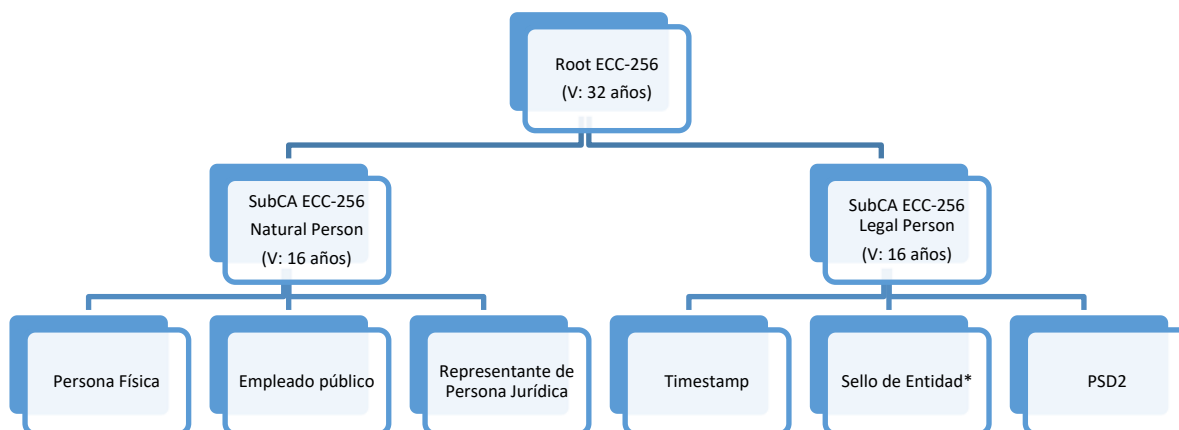 Root ECC-256
(V: 32 años)
SubCA ECC-256
Natural Person
(V: 16 años)
SubCA ECC-256
Legal Person
(V: 16 años)
Persona Física
Empleado público
Representante de
Persona Jurídica
Timestamp
Sello de Entidad*
PSD2